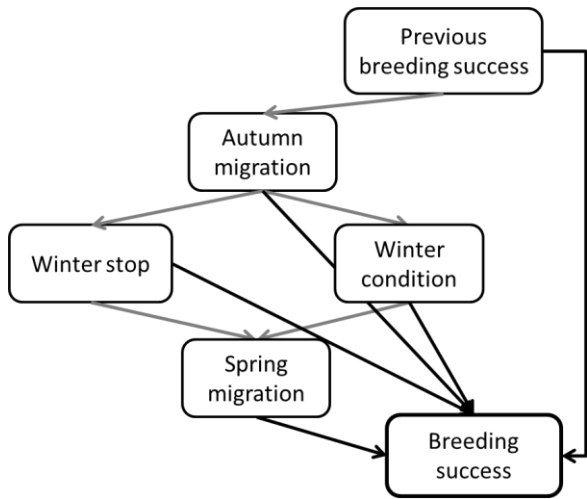 Previous
breeding success
Autumn
migration
Winter stop
Winter
condition
Spring
migration
Breeding
success